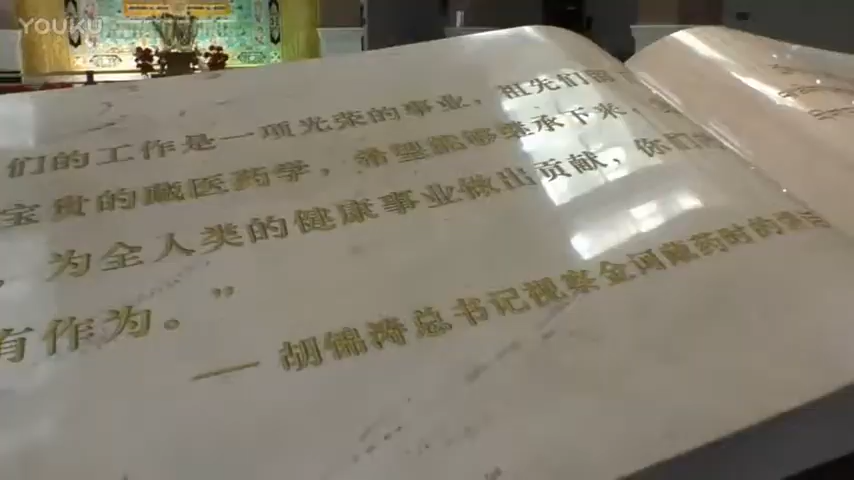 YOUKU
们的工作是一项光荣的事业，祖先们留
宝贵的藏医药学，希望能够继承下来，你们
为全人类的健康事业做出贡献，
有作为。”
—胡锦涛总书记视察金河藏药时的